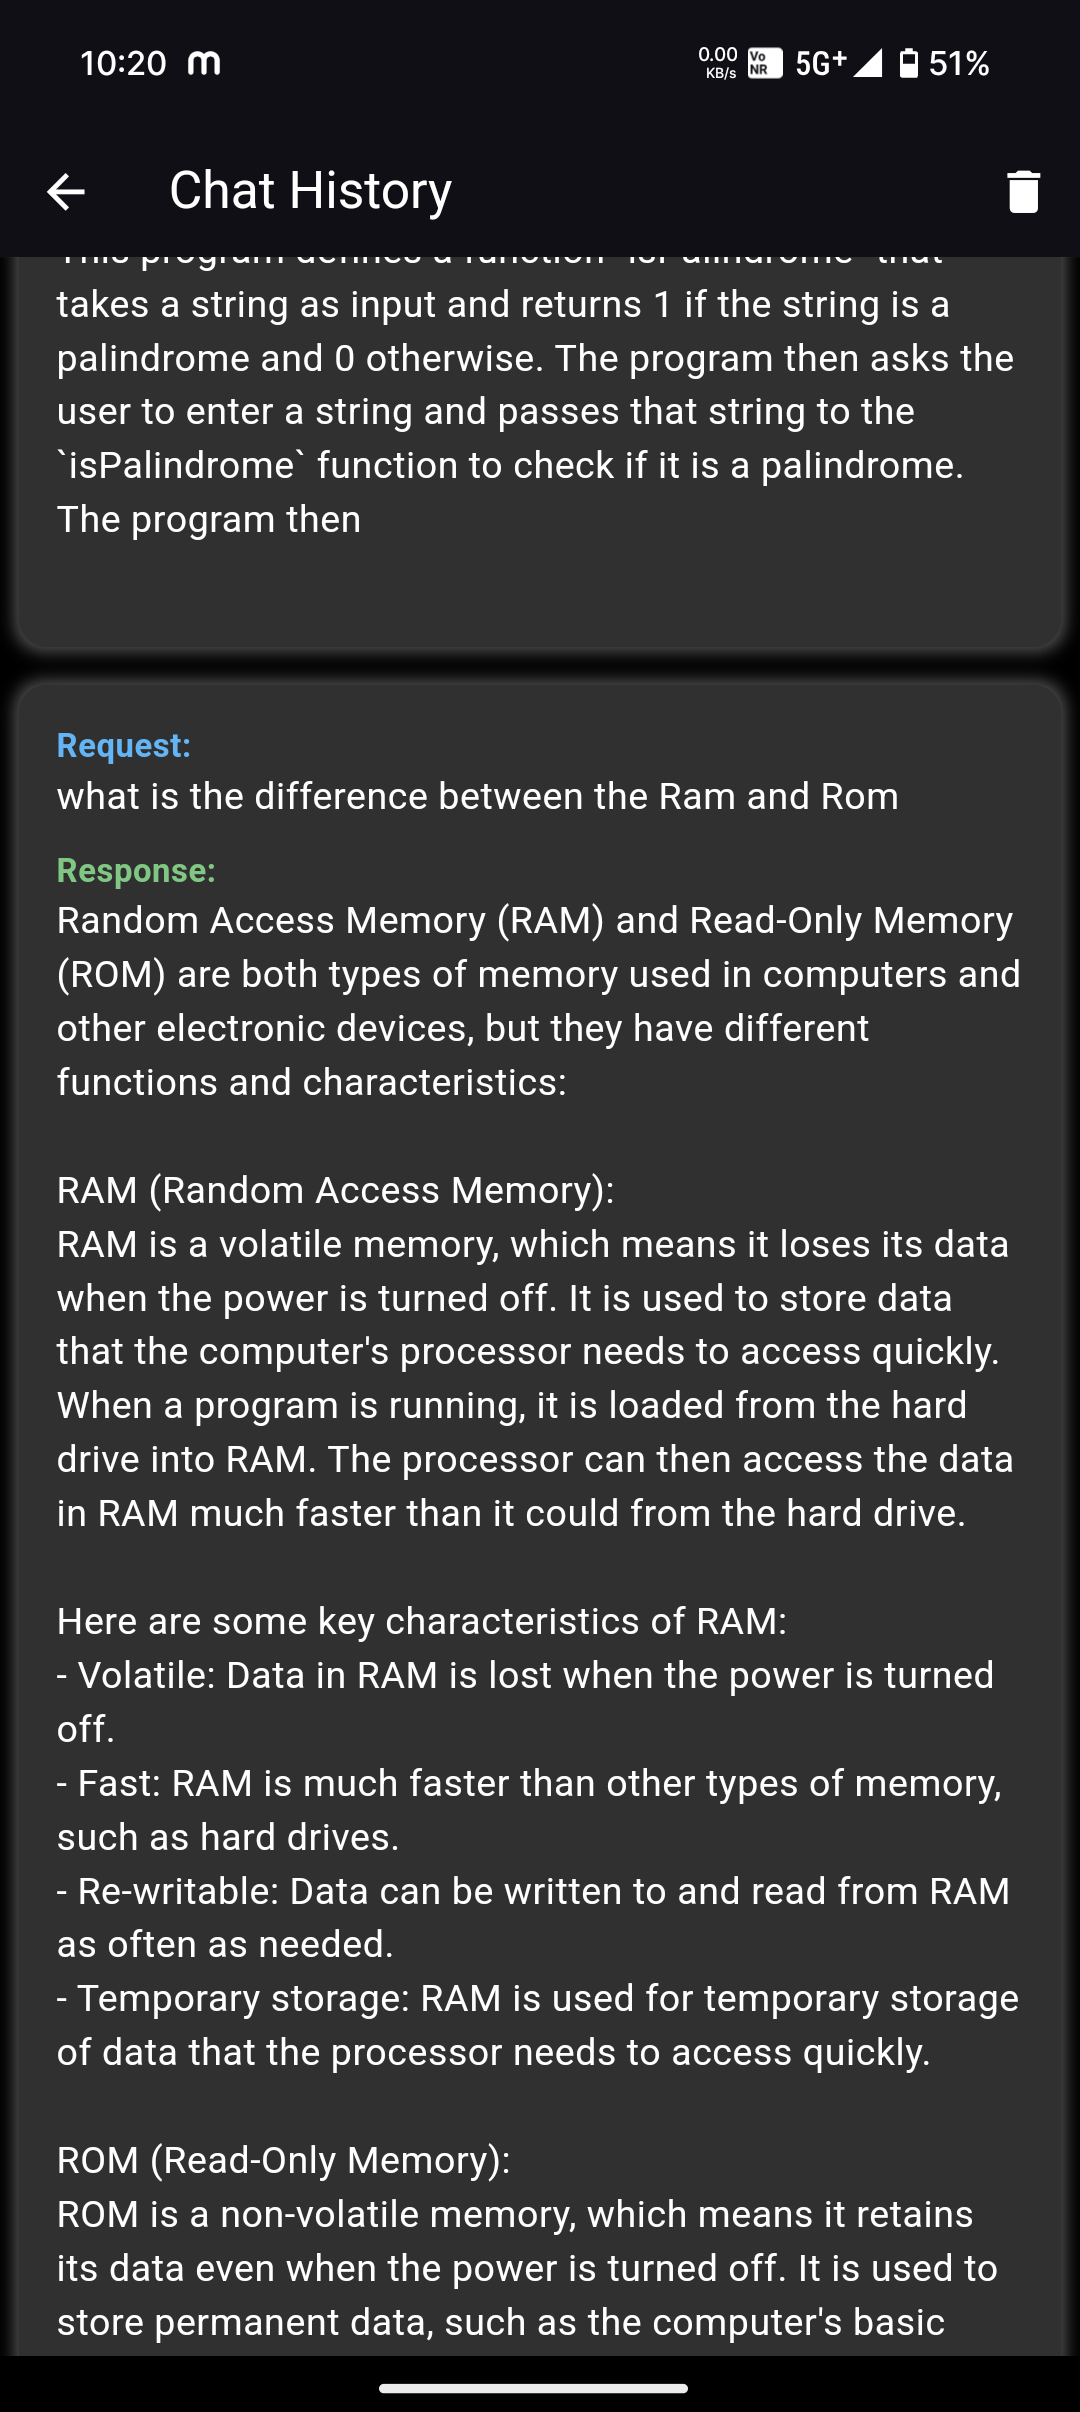 10:20 m 0.00 KB/s Vo NR 5G+ 51%
Chat History
This program defines a function `isPalindrome` that
takes a string as input and returns 1 if the string is a
palindrome and 0 otherwise. The program then asks the
user to enter a string and passes that string to the
`isPalindrome` function to check if it is a palindrome.
The program then
Request:
what is the difference between the Ram and Rom
Response:
Random Access Memory (RAM) and Read-Only Memory
(ROM) are both types of memory used in computers and
other electronic devices, but they have different
functions and characteristics:
RAM (Random Access Memory):
RAM is a volatile memory, which means it loses its data
when the power is turned off. It is used to store data
that the computer's processor needs to access quickly.
When a program is running, it is loaded from the hard
drive into RAM. The processor can then access the data
in RAM much faster than it could from the hard drive.
Here are some key characteristics of RAM:
- Volatile: Data in RAM is lost when the power is turned
off.
- Fast: RAM is much faster than other types of memory,
such as hard drives.
- Re-writable: Data can be written to and read from RAM
as often as needed.
- Temporary storage: RAM is used for temporary storage
of data that the processor needs to access quickly.
ROM (Read-Only Memory):
ROM is a non-volatile memory, which means it retains
its data even when the power is turned off. It is used to
store permanent data, such as the computer's basic